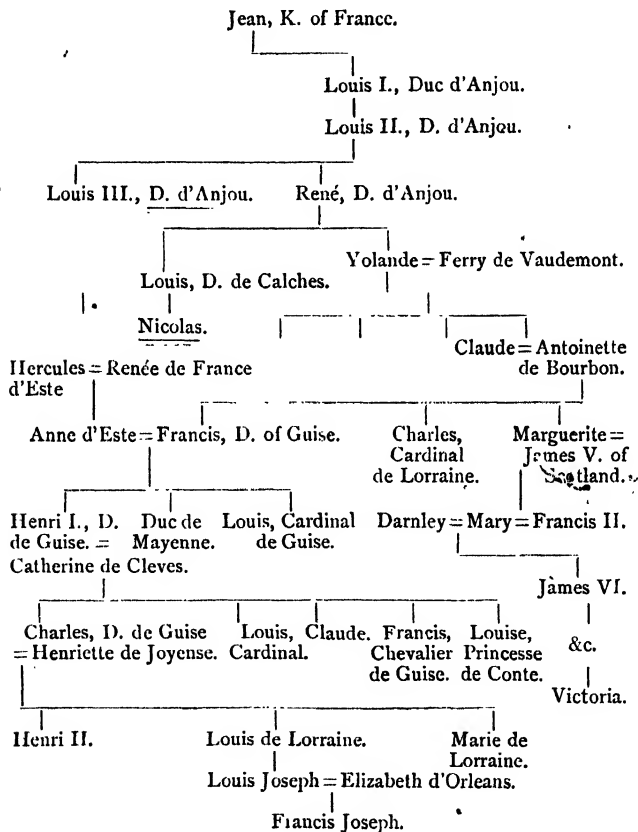 Jean, K. of France.
Louis I., Duc d'Anjou.
Louis II., D. d'Anjou.
Louis III., D. d'Anjou. René, D. d'Anjou.
Yolande = Ferry de Vaudemont.
Louis, D. de Calches.
Nicolas.
Claude = Antoinette
de Bourbon.
Hercules = Renée de France
d'Este
Anne d'Este = Francis, D. of Guise. Charles, Marguerite =
Cardinal James V. of
de Lorraine. Scotland.
Henri I., D. Duc de Louis, Cardinal Darnley = Mary = Francis II.
de Guise. = Mayenne. de Guise.
Catherine de Cleves.
James VI.
Charles, D. de Guise Louis, Claude. Francis, Louise, &c.
= Henriette de Joyense. Cardinal. Chevalier Princesse
de Guise. de Conte.
Victoria.
Henri II. Louis de Lorraine. Marie de
Lorraine.
Louis Joseph = Elizabeth d'Orleans.
Francis Joseph.